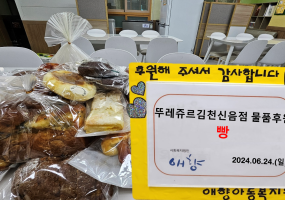 후원해 주셔서 감사합니다
뚜레쥬르김천신음점 물품후원
빵
애향
2024.06.24.(일
애향아동복지